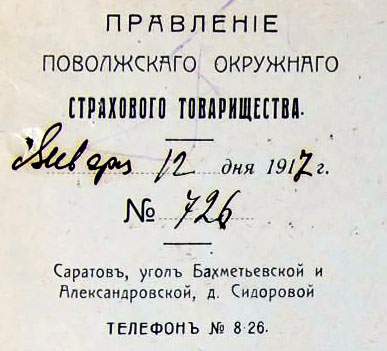 ПРАВЛЕНІЕ
ПОВОЛЖСКАГО ОКРУЖНАГО
СТРАХОВОГО ТОВАРИЩЕСТВА.
Января 12 дня 1917 г.
№ 726
Саратовъ, уголъ Бахметьевской и
Александровской, д. Сидоровой
ТЕЛЕФОНЪ № 8-26.